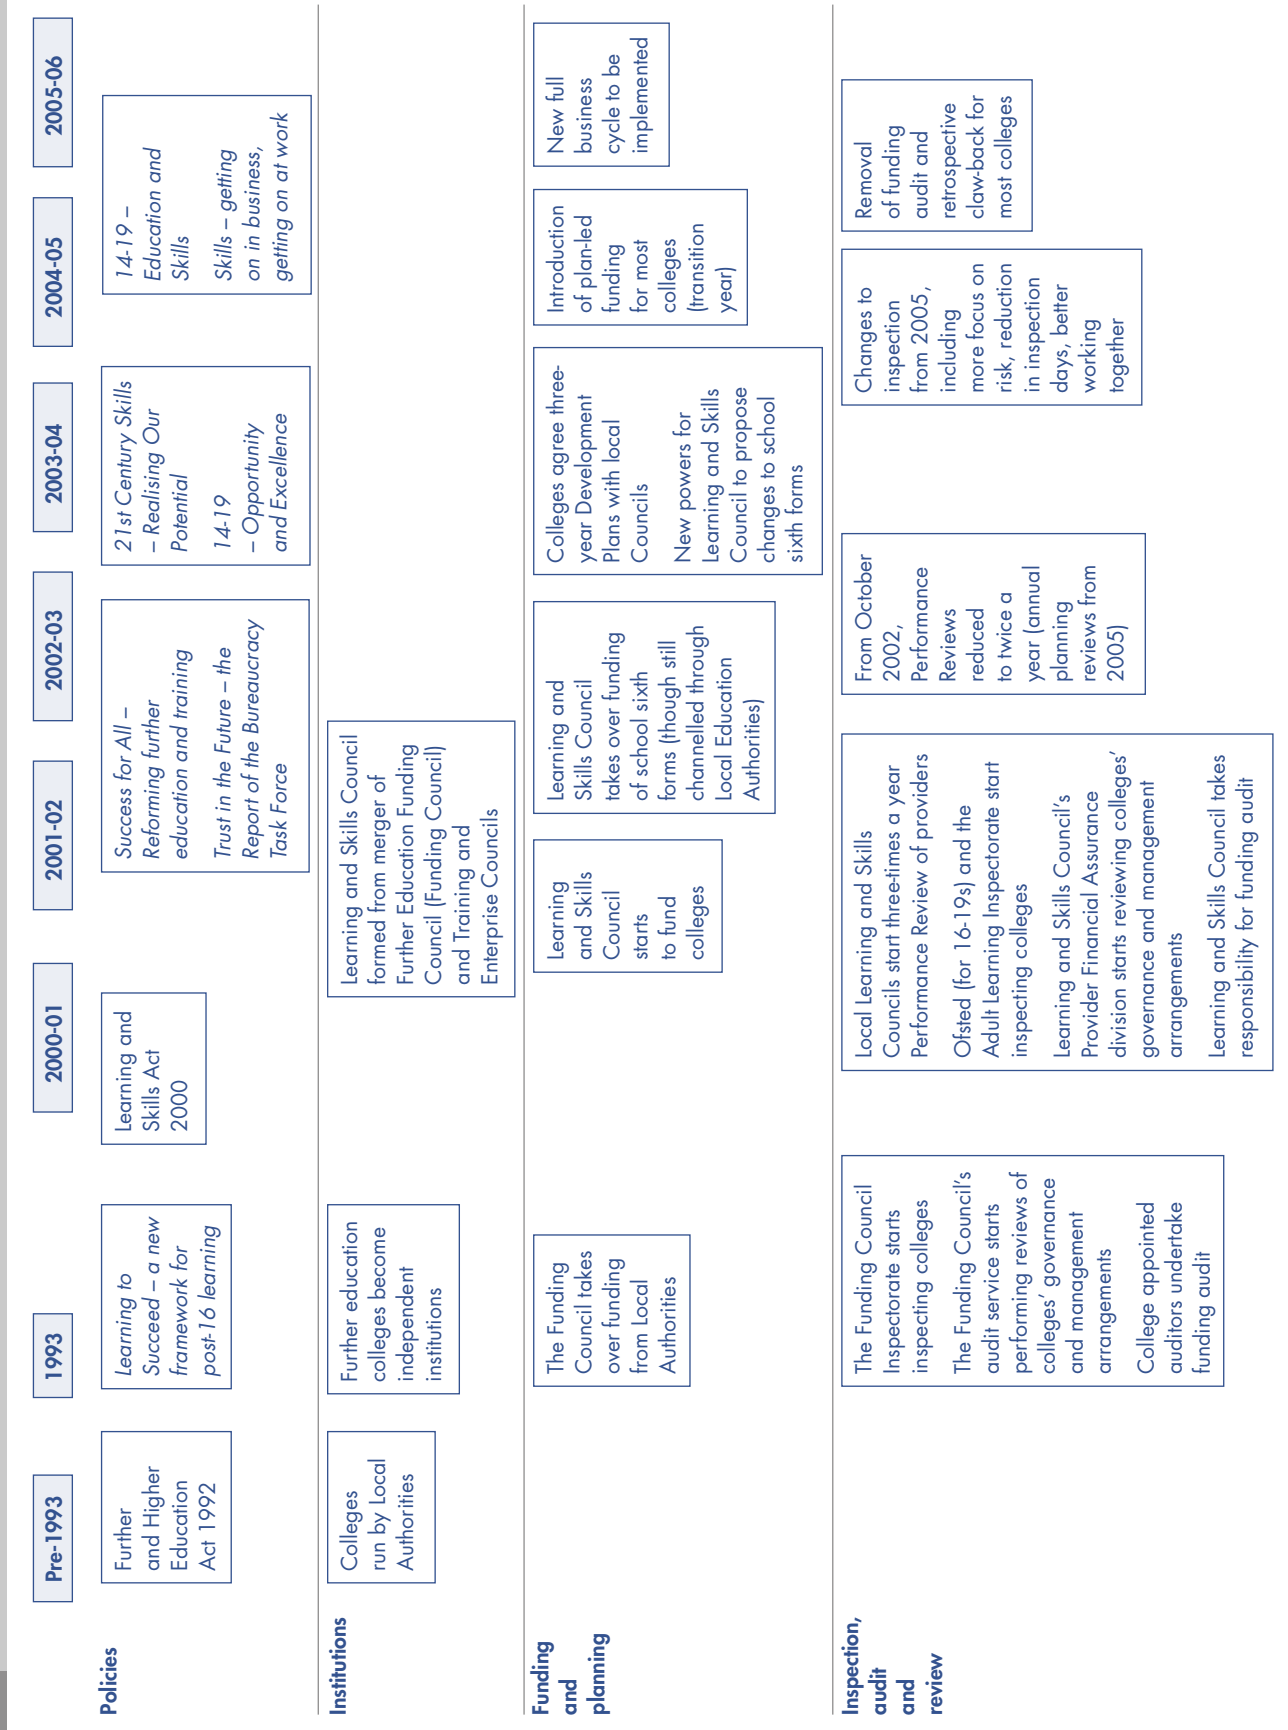 Pre-1993
1993
2000-01
2001-02
2002-03
2003-04
2004-05
2005-06
Policies
Further
and Higher
Education
Act 1992
Learning to
Succeed – a new
framework for
post-16 learning
Learning and
Skills Act
2000
Success for All –
Reforming further
education and training
Trust in the Future – the
Report of the Bureaucracy
Task Force
21st Century Skills
– Realising Our
Potential
14-19
– Opportunity
and Excellence
14-19 –
Education and
Skills
Skills – getting
on in business,
getting on at work
Institutions
Colleges
run by Local
Authorities
Further education
colleges become
independent
institutions
Learning and Skills Council
formed from merger of
Further Education Funding
Council (Funding Council)
and Training and
Enterprise Councils
Funding
and
planning
The Funding
Council takes
over funding
from Local
Authorities
Learning
and Skills
Council
starts
to fund
colleges
Learning and
Skills Council
takes over funding
of school sixth
forms (though still
channelled through
Local Education
Authorities)
Colleges agree three-
year Development
Plans with local
Councils
New powers for
Learning and Skills
Council to propose
changes to school
sixth forms
Introduction
of plan-led
funding
for most
colleges
(transition
year)
New full
business
cycle to be
implemented
Inspection,
audit
and
review
The Funding Council
Inspectorate starts
inspecting colleges
The Funding Council's
audit service starts
performing reviews of
colleges' governance
and management
arrangements
College appointed
auditors undertake
funding audit
Local Learning and Skills
Councils start three-times a year
Performance Review of providers
Ofsted (for 16-19s) and the
Adult Learning Inspectorate start
inspecting colleges
Learning and Skills Council's
Provider Financial Assurance
division starts reviewing colleges'
governance and management
arrangements
Learning and Skills Council takes
responsibility for funding audit
From October
2002,
Performance
Reviews
reduced
to twice a
year (annual
planning
reviews from
2005)
Changes to
inspection
from 2005,
including
more focus on
risk, reduction
in inspection
days, better
working
together
Removal
of funding
audit and
retrospective
claw-back for
most colleges